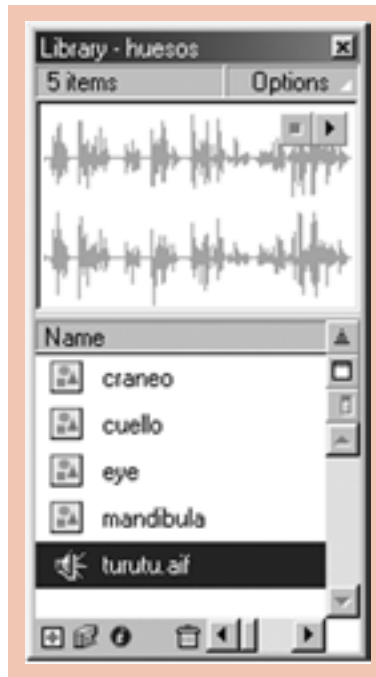 Library - huesos
5 items Options
Name
craneo
cuello
eye
mandibula
turutu.aif